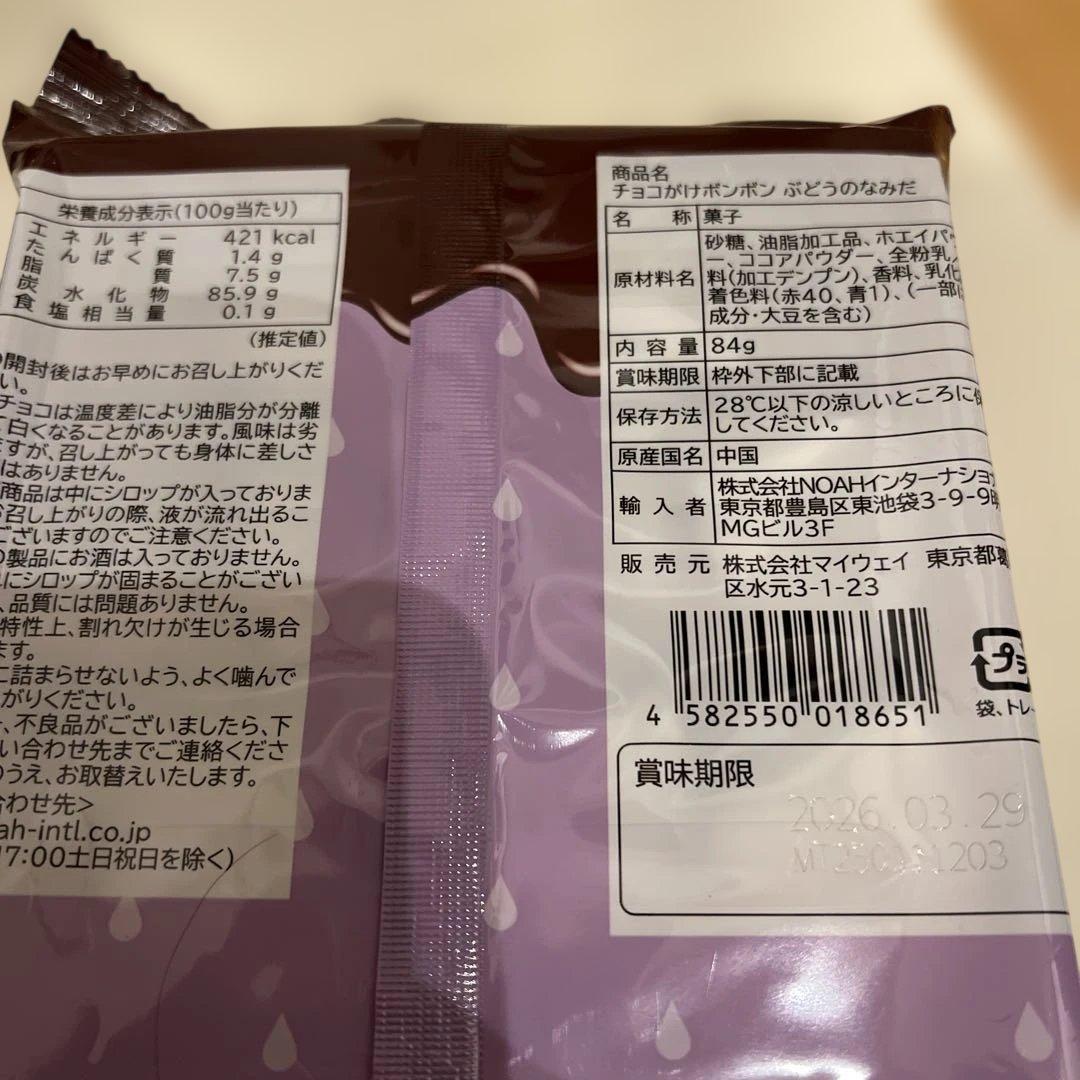 栄養成分表示(100g当たり)
エネルギー 421 kcal
たんぱく質 1.4 g
脂質 7.5 g
炭水化物 85.9 g
食塩相当量 0.1 g
(推定値)
開封後はお早めにお召し上がりくだ
い。
チョコは温度差により油脂分が分離
白くなることがあります。風味は劣
ますが、召し上がっても身体に差しさ
はありません。
商品は中にシロップが入っておりま
お召し上がりの際、液が流れ出るこ
ございますのでご注意ください。
の製品にお酒は入っておりません。
にシロップが固まることがござい
、品質には問題ありません。
特性上、割れ欠けが生じる場合
ます。
に詰まらせないよう、よく噛んで
がりください。
、不良品がございましたら、下
い合わせ先までご連絡くださ
のうえ、お取替えいたします。
合わせ先>
ah-intl.co.jp
17:00土日祝日を除く)
商品名
チョコがけボンボン ぶどうのなみだ
名称 菓子
原材料名 砂糖、油脂加工品、ホエイパ
ー、ココアパウダー、全粉乳
料(加工デンプン)、香料、乳化
着色料(赤40、青1)、(一部
成分・大豆を含む)
内容量 84g
賞味期限 枠外下部に記載
保存方法 28℃以下の涼しいところに
してください。
原産国名 中国
輸入者 株式会社NOAHインターナショ
東京都豊島区東池袋3-9-9
MGビル3F
販売元 株式会社マイウェイ 東京都葛
区水元3-1-23
4 582550 018651
プラ
袋、トレー
賞味期限
2026.03.29